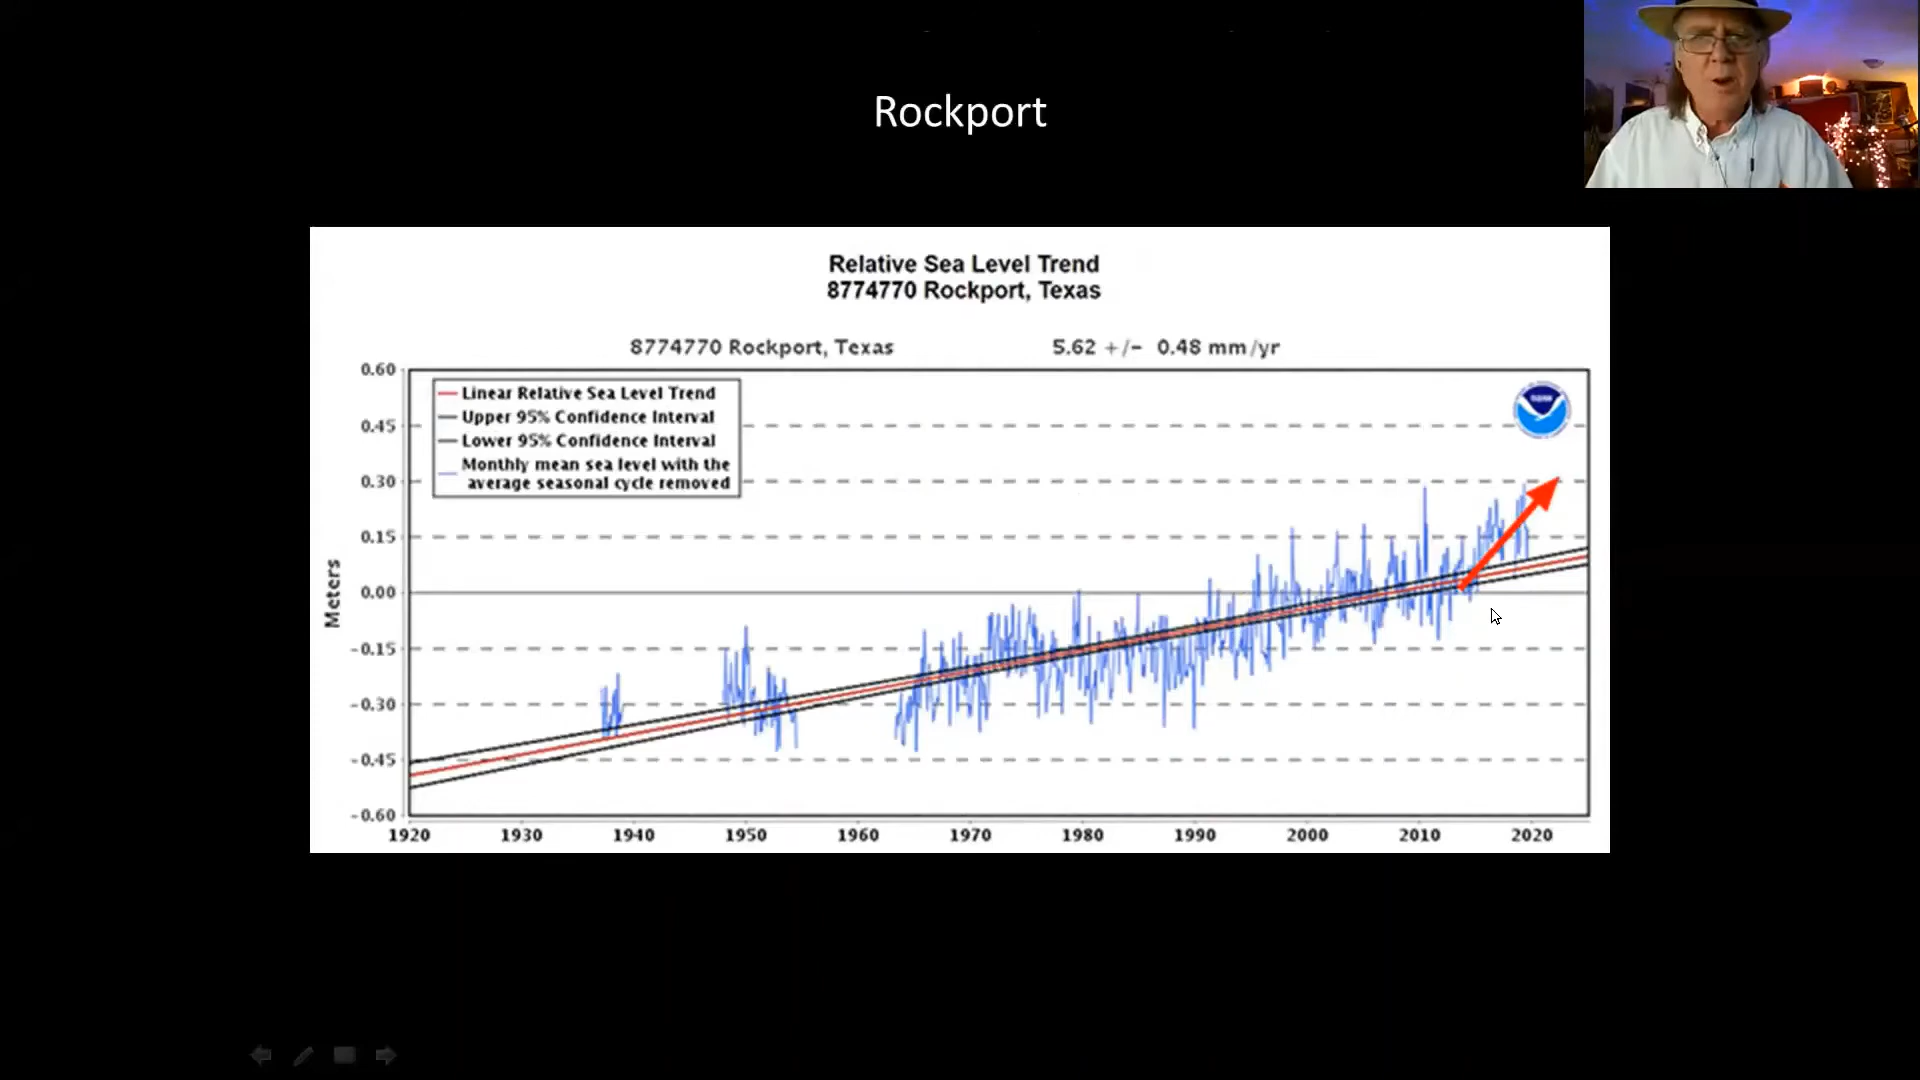 Rockport
Relative Sea Level Trend
8774770 Rockport, Texas
8774770 Rockport, Texas 5.62 +/- 0.48 mm/yr
Linear Relative Sea Level Trend
Upper 95% Confidence Interval
Lower 95% Confidence Interval
Monthly mean sea level with the
average seasonal cycle removed
Meters
0.60
0.45
0.30
0.15
0.00
-0.15
-0.30
-0.45
-0.60
1920 1930 1940 1950 1960 1970 1980 1990 2000 2010 2020